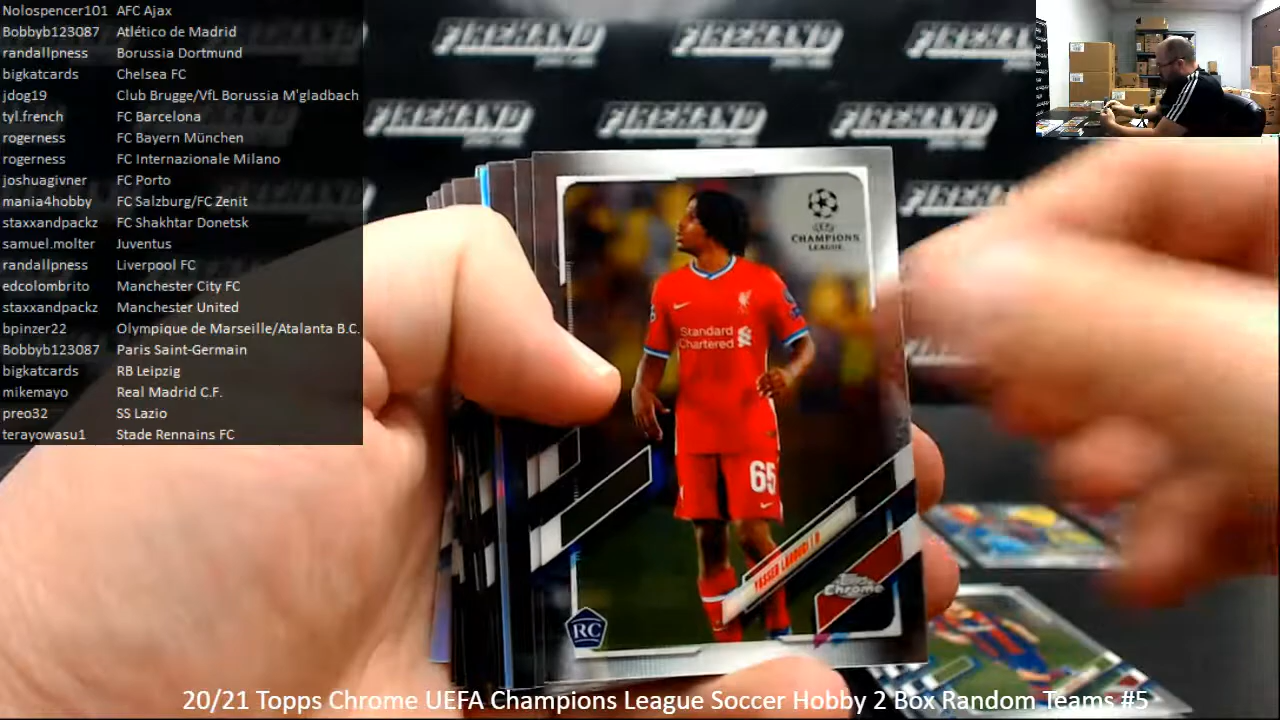 Nolospencer101 AFC Ajax
Bobbyb123087 Atlético de Madrid
randallpness Borussia Dortmund
bigkatcards Chelsea FC
jdog19 Club Brugge/VfL Borussia M'gladbach
tyl.french FC Barcelona
rogerness FC Bayern München
rogerness FC Internazionale Milano
joshuagivner FC Porto
mania4hobby FC Salzburg/FC Zenit
staxxandpackz FC Shakhtar Donetsk
samuel.molter Juventus
randallpness Liverpool FC
edcolombrito Manchester City FC
staxxandpackz Manchester United
bpinzer22 Olympique de Marseille/Atalanta B.C.
Bobbyb123087 Paris Saint-Germain
bigkatcards RB Leipzig
mikemayo Real Madrid C.F.
preo32 SS Lazio
terayowasu1 Stade Rennains FC
FIREHAND FIREHAND FIREHAND
FIREHAND FIREHAND FIREHAND
FIREHAND
UEFA
CHAMPIONS
LEAGUE
Standard
Chartered
65
YASSER LAROUCI
Topps
Chrome
RC
20/21 Topps Chrome UEFA Champions League Soccer Hobby 2 Box Random Teams #5